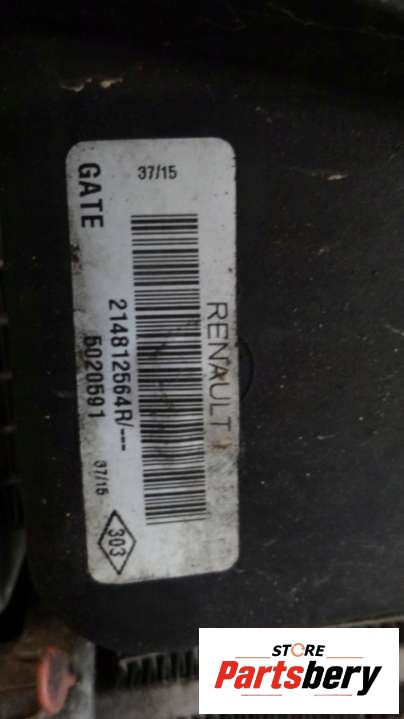 GATE
37/15
RENAULT
214812564R/---
5020591
37/15
303
STORE
Partsbery